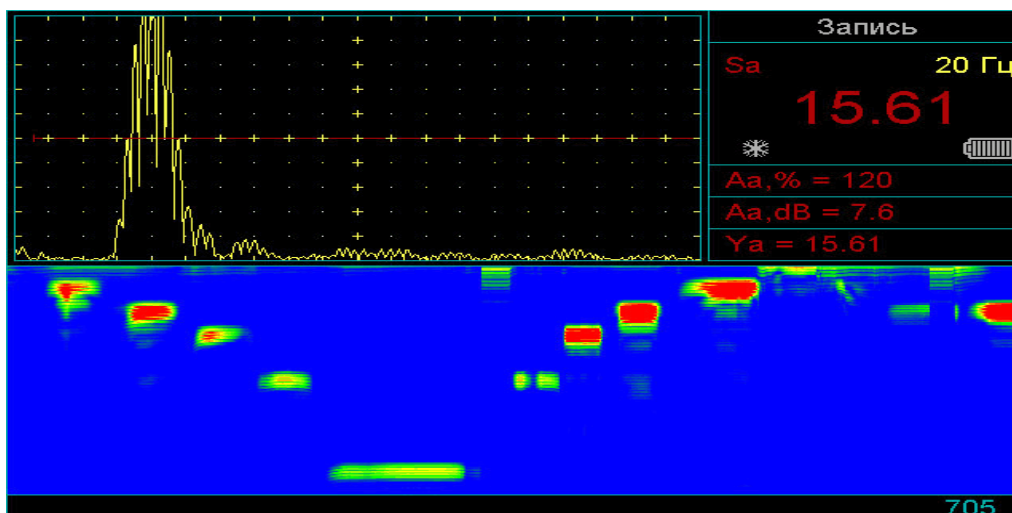 Запись
Sa 20 Гц
15.61
Aa,% = 120
Aa,dB = 7.6
Ya = 15.61
705